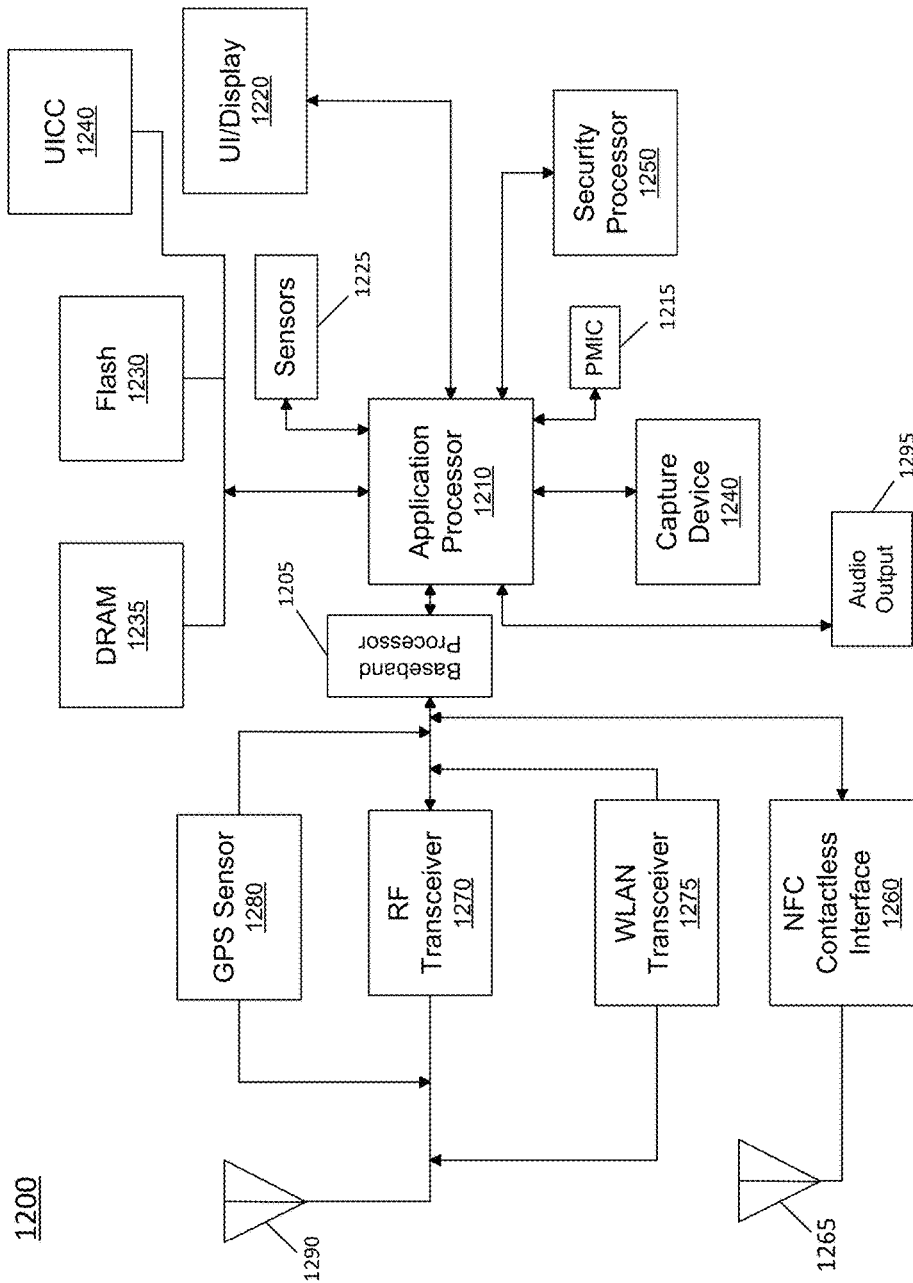 1200
UICC
1240
UI/Display
1220
Flash
1230
Sensors
1225
Security
Processor
1250
DRAM
1235
Application
Processor
1210
PMIC
1215
1205
Baseband
Processor
Capture
Device
1240
Audio
Output
1295
GPS Sensor
1280
RF
Transceiver
1270
WLAN
Transceiver
1275
NFC
Contactless
Interface
1260
1290
1265